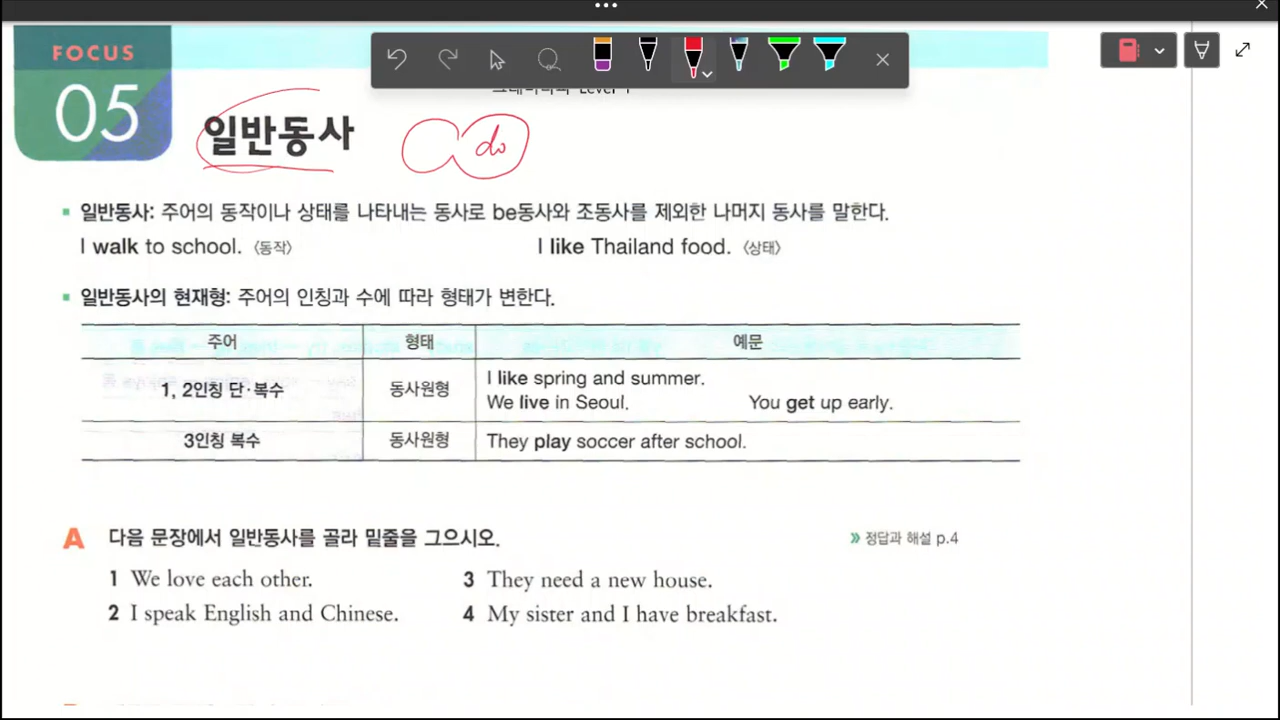 FOCUS
05
일반동사
do
일반동사: 주어의 동작이나 상태를 나타내는 동사로 be동사와 조동사를 제외한 나머지 동사를 말한다.
I walk to school. 〈동작〉 I like Thailand food. 〈상태〉
일반동사의 현재형: 주어의 인칭과 수에 따라 형태가 변한다.
주어 형태 예문
1, 2인칭 단·복수 동사원형 I like spring and summer.
We live in Seoul. You get up early.
3인칭 복수 동사원형 They play soccer after school.
A 다음 문장에서 일반동사를 골라 밑줄을 그으시오. 정답과 해설 p.4
1 We love each other. 3 They need a new house.
2 I speak English and Chinese. 4 My sister and I have breakfast.